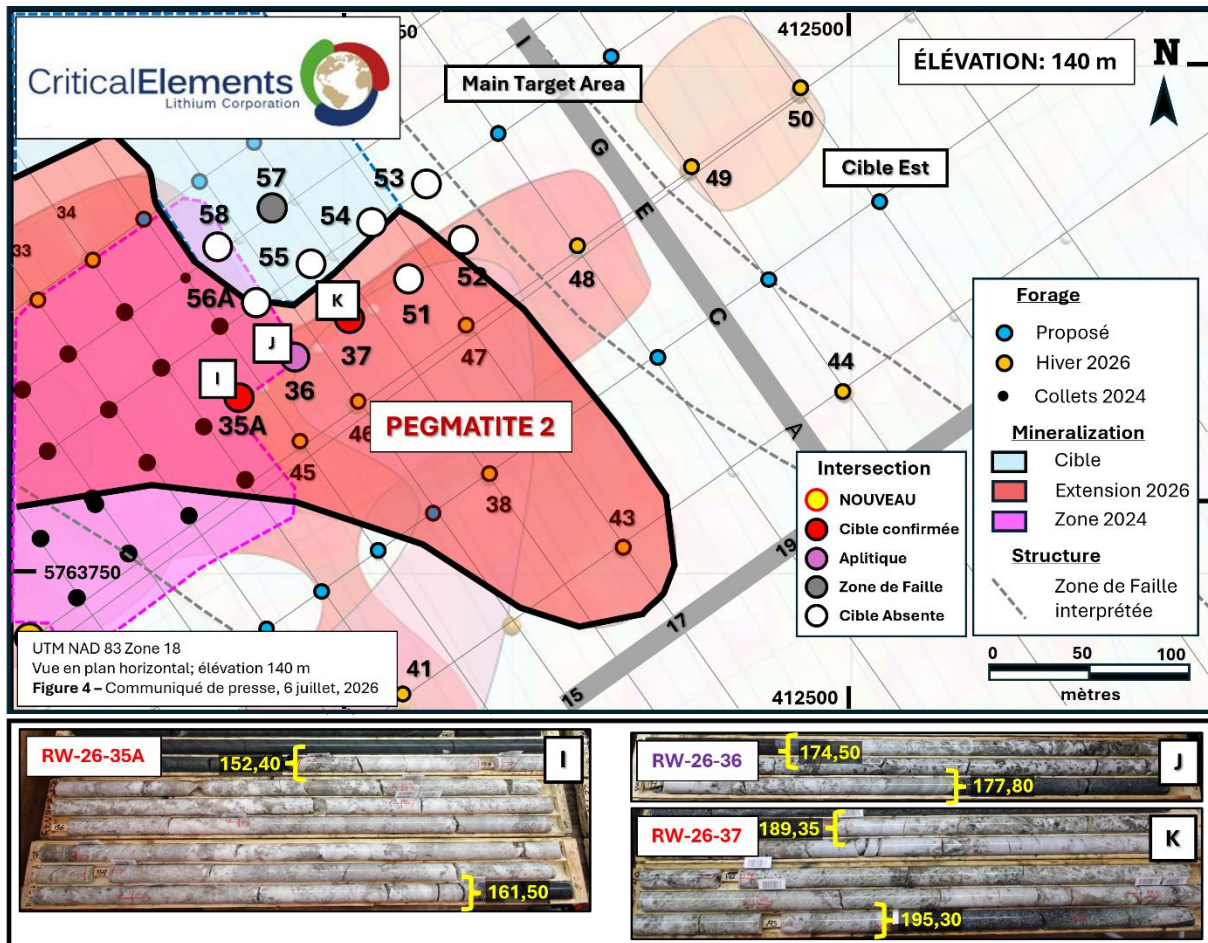 CriticalElements
Lithium Corporation
50
412500
ÉLÉVATION: 140 m
N
Main Target Area
Cible Est
I
G
E
C
A
50
49
48
44
53
57
54
58
55
52
56A
51
34
33
K
J
I
37
36
35A
47
46
45
PEGMATITE 2
38
43
41
19
17
15
5763750
412500
Forage
Proposé
Hiver 2026
Collets 2024
Mineralization
Cible
Extension 2026
Zone 2024
Structure
Zone de Faille
interprétée
0 50 100
mètres
Intersection
NOUVEAU
Cible confirmée
Aplitique
Zone de Faille
Cible Absente
UTM NAD 83 Zone 18
Vue en plan horizontal; élévation 140 m
Figure 4 – Communiqué de presse, 6 juillet, 2026
RW-26-35A
152,40
I
161,50
RW-26-36
174,50
J
177,80
RW-26-37
189,35
K
195,30